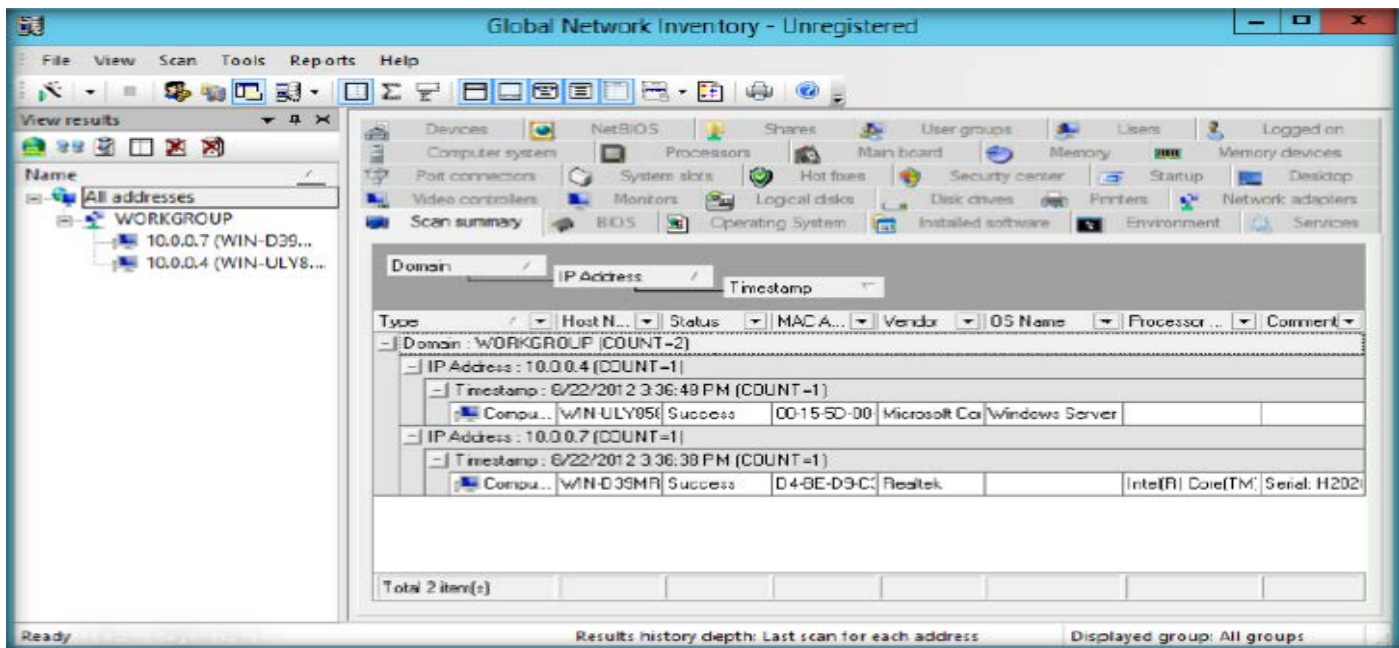 Global Network Inventory - Unregistered
File View Scan Tools Reports Help
View results
Name
All addresses
WORKGROUP
10.0.0.7 (WIN-D39...
10.0.0.4 (WIN-ULY8...
Devices NetBIOS Shares User groups Users Logged on
Computer system Processors Main board Memory Memory devices
Port connectors System slots Hot fixes Security center Startup Desktop
Video controllers Monitors Logical disks Disk drives Printers Network adapters
Scan summary BIOS Operating System Installed software Environment Services
Domain
IP Address
Timestamp
Type Host N... Status MAC A... Vendor OS Name Processor ... Comment
Domain : WORKGROUP (COUNT=2)
IP Address : 10.0.0.4 (COUNT=1)
Timestamp : 8/22/2012 3:36:48 PM (COUNT=1)
Compu... WIN-ULY858 Success 00-15-5D-00- Microsoft Windows Server
IP Address : 10.0.0.7 (COUNT=1)
Timestamp : 8/22/2012 3:36:38 PM (COUNT=1)
Compu... WIN-D39MR Success D4-BE-D9-C Realtek Intel(R) Core(TM) Serial: H202
Total 2 item(s)
Ready Results history depth: Last scan for each address Displayed group: All groups